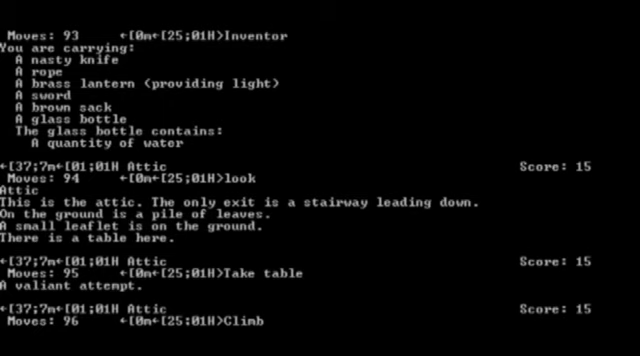 Moves: 93 ←[0m←[25;01H>Inventor
You are carrying:
A nasty knife
A rope
A brass lantern (providing light)
A sword
A brown sack
A glass bottle
The glass bottle contains:
A quantity of water
←[37;7m←[01;01H Attic Score: 15
Moves: 94 ←[0m←[25;01H>look
Attic
This is the attic. The only exit is a stairway leading down.
On the ground is a pile of leaves.
A small leaflet is on the ground.
There is a table here.
←[37;7m←[01;01H Attic Score: 15
Moves: 95 ←[0m←[25;01H>Take table
A valiant attempt.
←[37;7m←[01;01H Attic Score: 15
Moves: 96 ←[0m←[25;01H>Climb